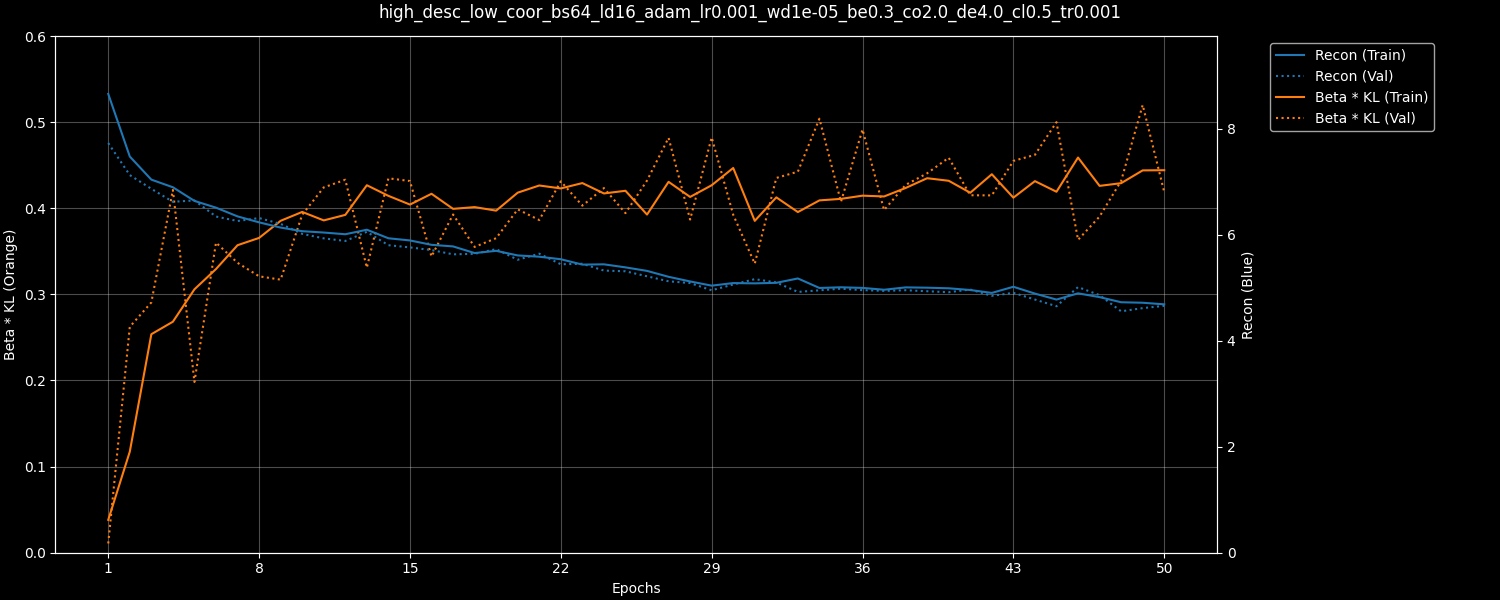 high_desc_low_coor_bs64_ld16_adam_lr0.001_wd1e-05_be0.3_co2.0_de4.0_cl0.5_tr0.001
0.6
0.5
0.4
0.3
0.2
0.1
0.0
Beta * KL (Orange)
1
8
15
22
29
36
43
50
Epochs
8
6
4
2
0
Recon (Blue)
Recon (Train)
Recon (Val)
Beta * KL (Train)
Beta * KL (Val)